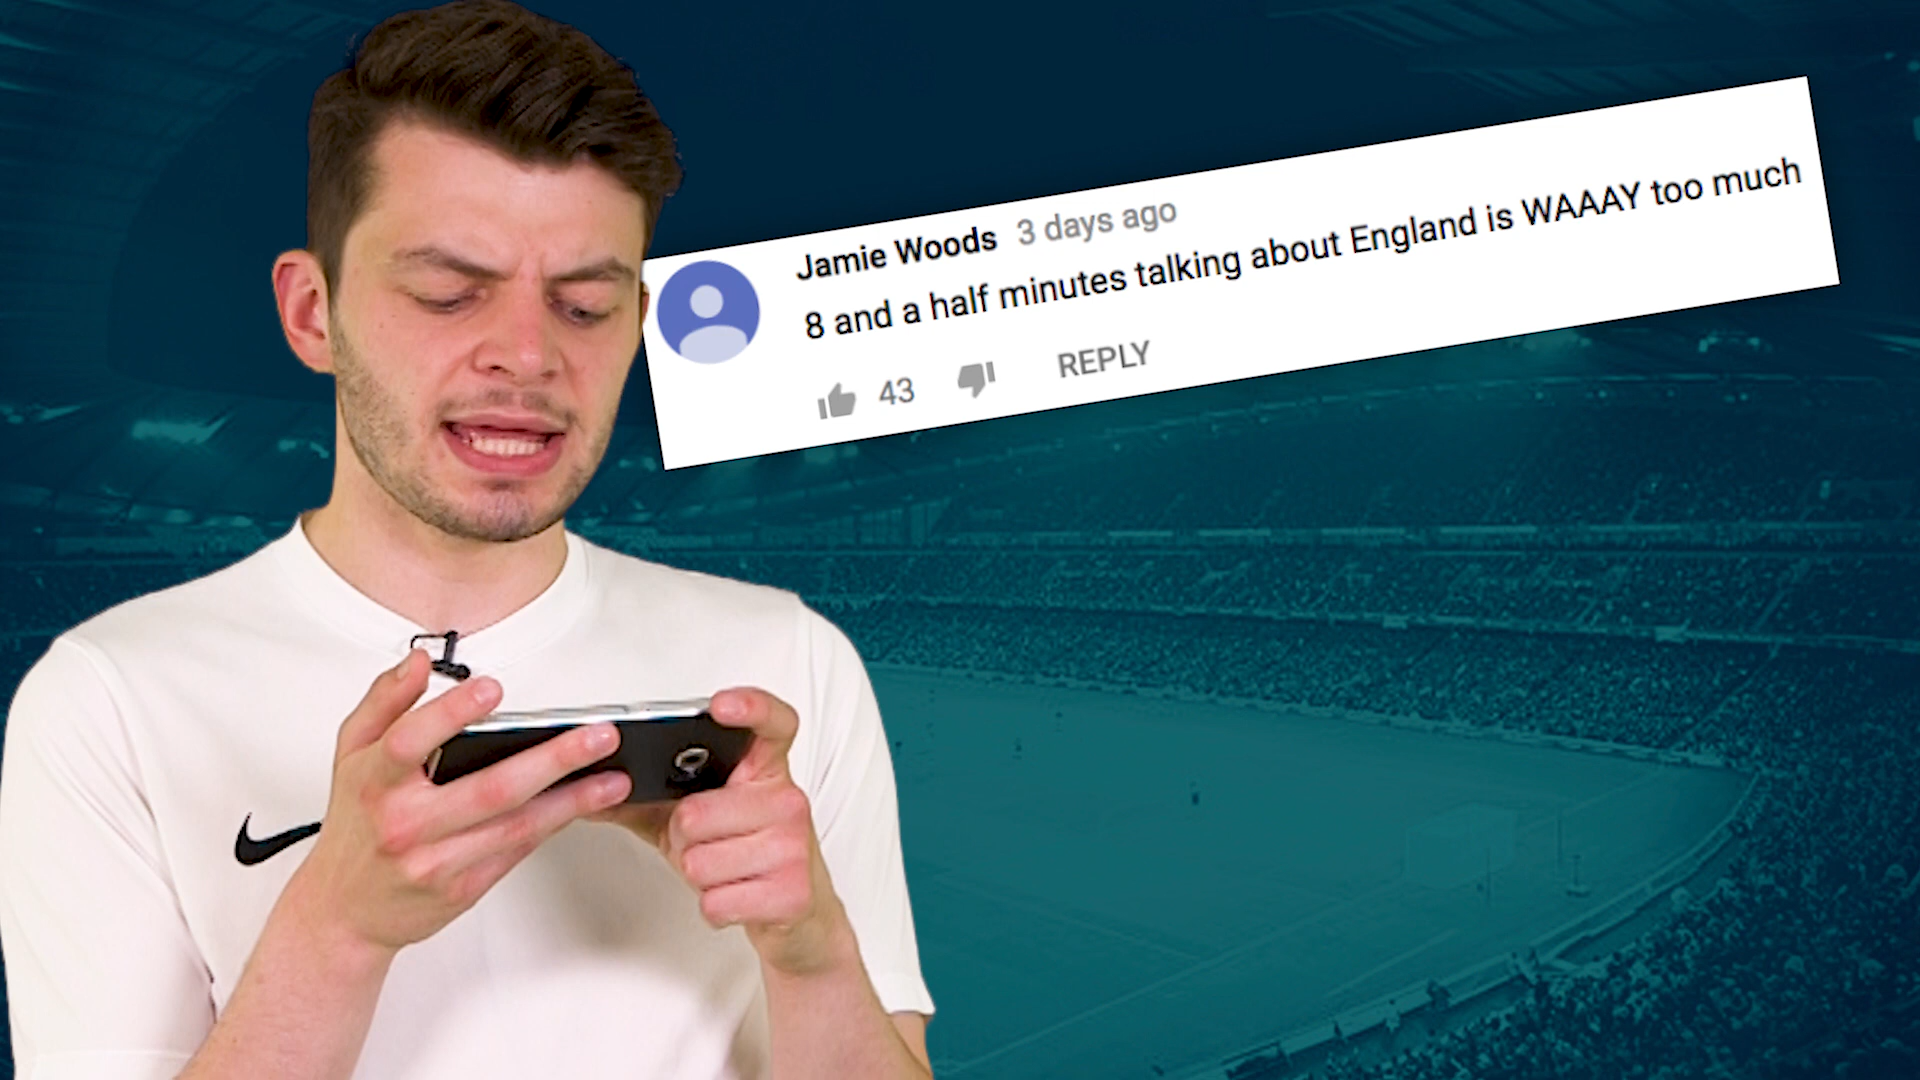 Jamie Woods 3 days ago
8 and a half minutes talking about England is WAAAY too much
43 REPLY